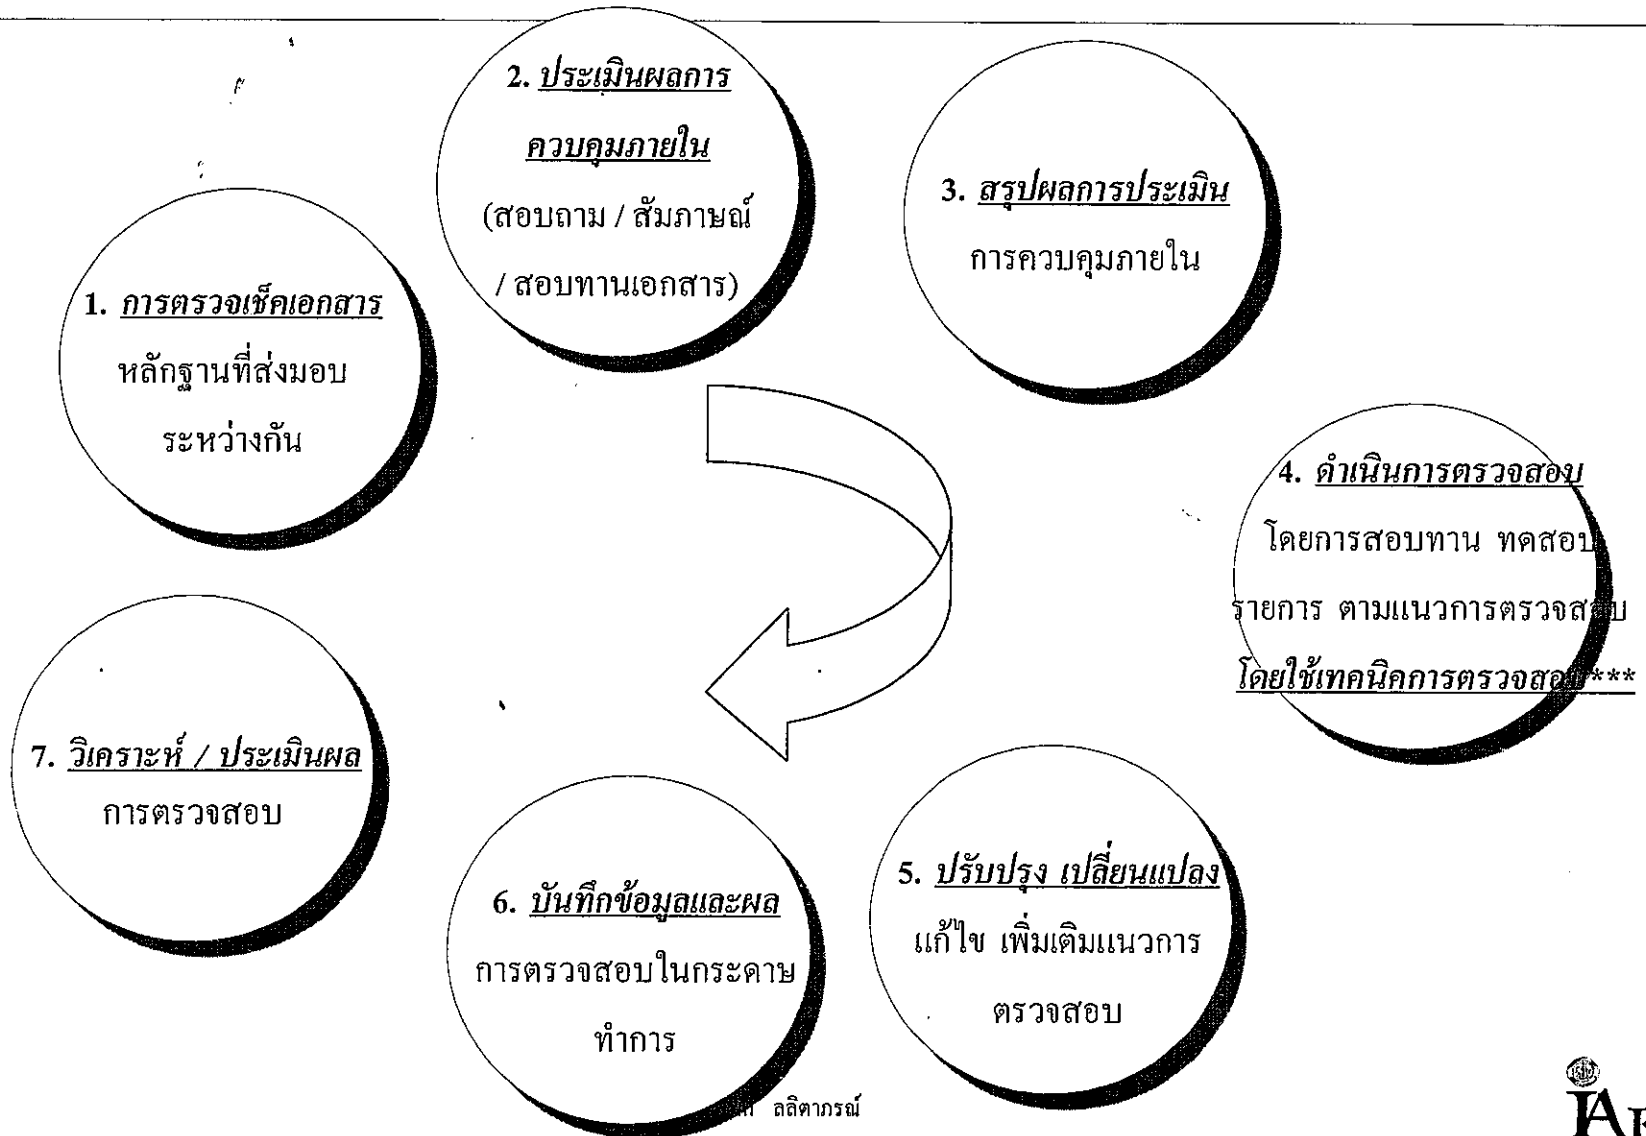 1. การตรวจเช็คเอกสาร
หลักฐานที่ส่งมอบ
ระหว่างกัน
2. ประเมินผลการ
ควบคุมภายใน
(สอบถาม / สัมภาษณ์
/ สอบทานเอกสาร)
3. สรุปผลการประเมิน
การควบคุมภายใน
4. ดำเนินการตรวจสอบ
โดยการสอบทาน ทดสอบ
รายการ ตามแนวการตรวจสอบ
โดยใช้เทคนิคการตรวจสอบ***
5. ปรับปรุง เปลี่ยนแปลง
แก้ไข เพิ่มเติมแนวการ
ตรวจสอบ
6. บันทึกข้อมูลและผล
การตรวจสอบในกระดาษ
ทำการ
7. วิเคราะห์ / ประเมินผล
การตรวจสอบ
ลลิตาภรณ์